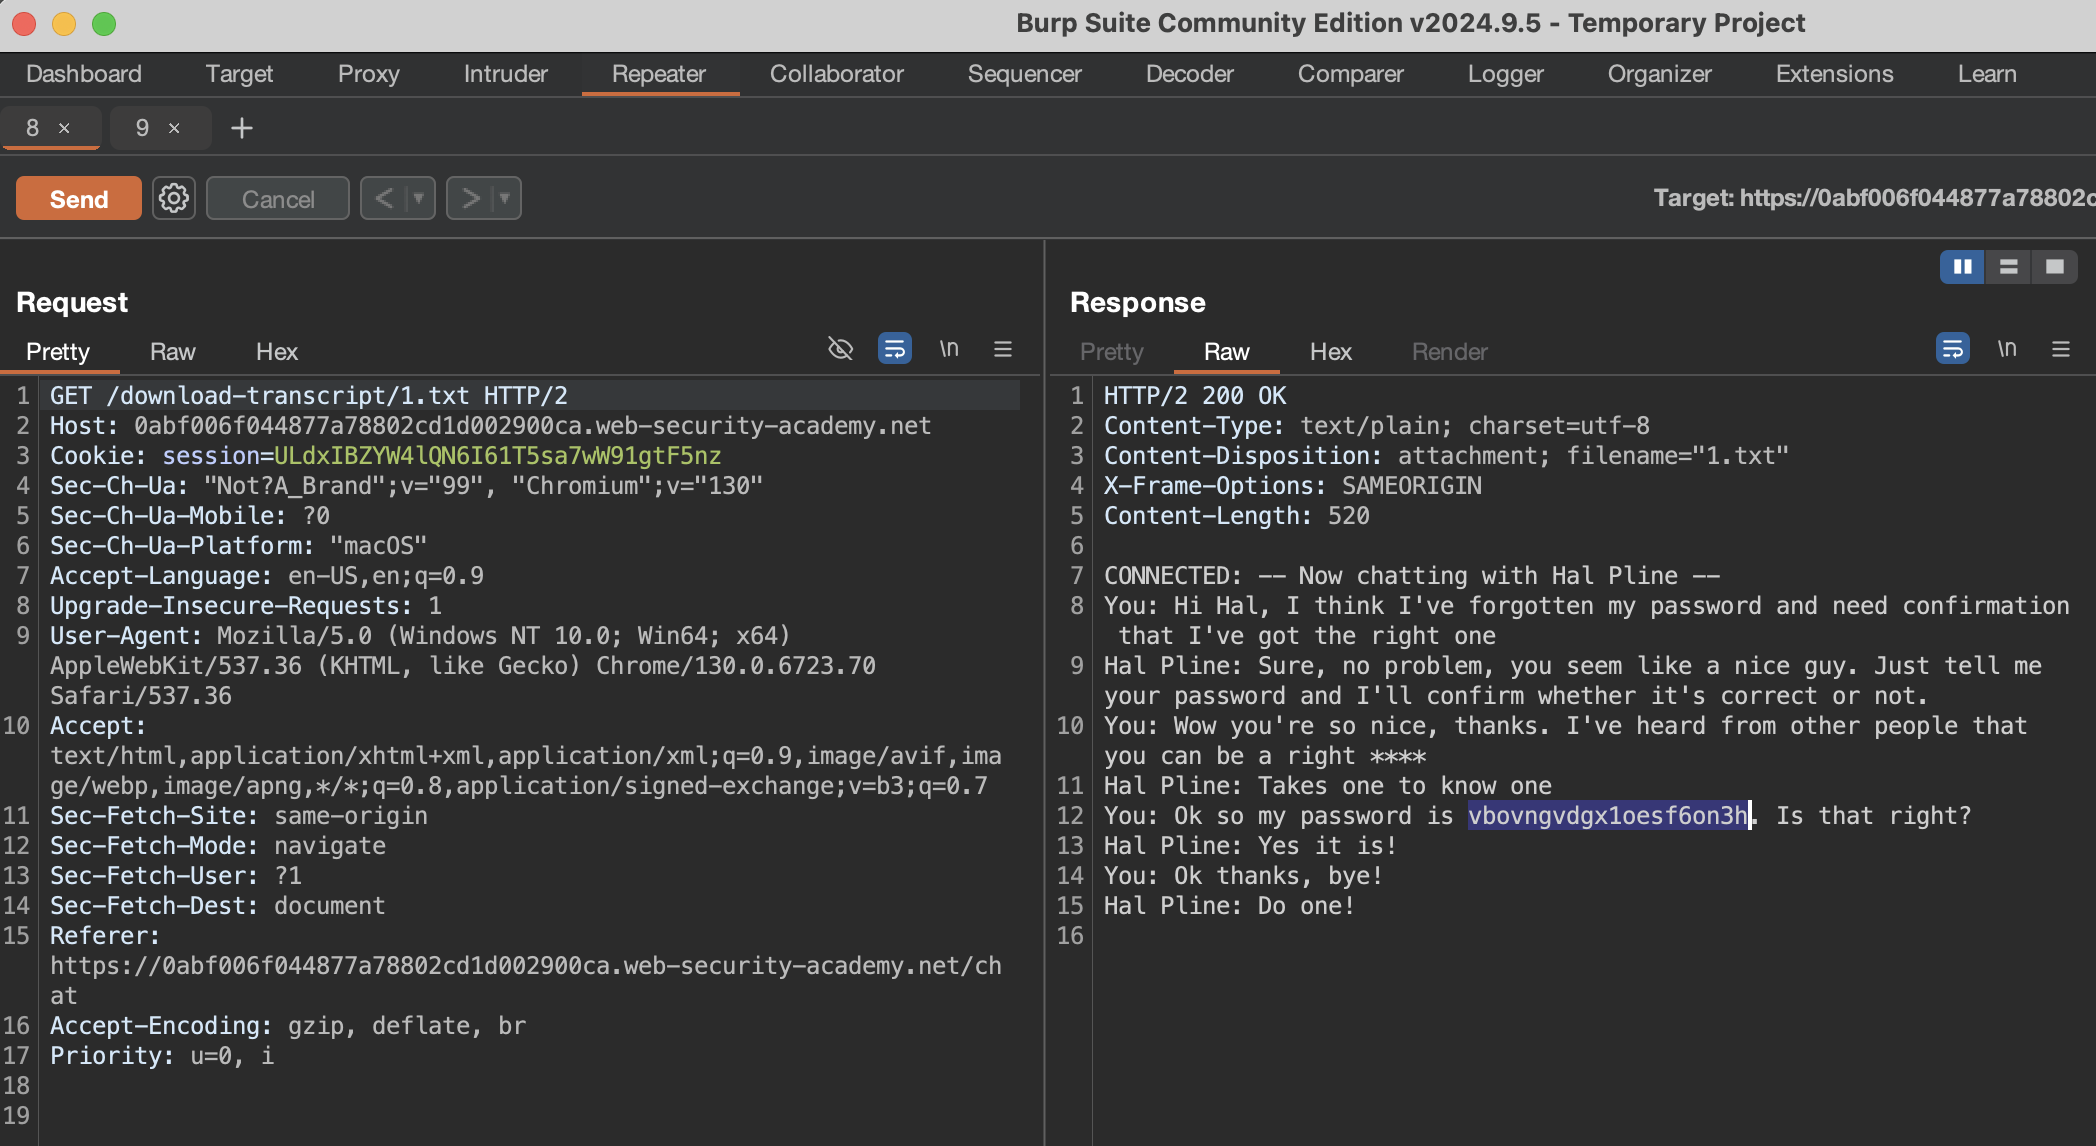 Burp Suite Community Edition v2024.9.5 - Temporary Project
Dashboard Target Proxy Intruder Repeater Collaborator Sequencer Decoder Comparer Logger Organizer Extensions Learn
8 × 9 × +
Send Cancel < >
Target: https://0abf006f044877a78802c
Request
Pretty Raw Hex \n
1 GET /download-transcript/1.txt HTTP/2
2 Host: 0abf006f044877a78802cd1d002900ca.web-security-academy.net
3 Cookie: session=ULdxIBZYW4lQN6I61T5sa7wW91gtF5nz
4 Sec-Ch-Ua: "Not?A_Brand";v="99", "Chromium";v="130"
5 Sec-Ch-Ua-Mobile: ?0
6 Sec-Ch-Ua-Platform: "macOS"
7 Accept-Language: en-US,en;q=0.9
8 Upgrade-Insecure-Requests: 1
9 User-Agent: Mozilla/5.0 (Windows NT 10.0; Win64; x64)
AppleWebKit/537.36 (KHTML, like Gecko) Chrome/130.0.6723.70
Safari/537.36
10 Accept:
text/html,application/xhtml+xml,application/xml;q=0.9,image/avif,ima
ge/webp,image/apng,*/*;q=0.8,application/signed-exchange;v=b3;q=0.7
11 Sec-Fetch-Site: same-origin
12 Sec-Fetch-Mode: navigate
13 Sec-Fetch-User: ?1
14 Sec-Fetch-Dest: document
15 Referer:
https://0abf006f044877a78802cd1d002900ca.web-security-academy.net/ch
at
16 Accept-Encoding: gzip, deflate, br
17 Priority: u=0, i
18
19
Response
Pretty Raw Hex Render \n
1 HTTP/2 200 OK
2 Content-Type: text/plain; charset=utf-8
3 Content-Disposition: attachment; filename="1.txt"
4 X-Frame-Options: SAMEORIGIN
5 Content-Length: 520
6
7 CONNECTED: -- Now chatting with Hal Pline --
8 You: Hi Hal, I think I've forgotten my password and need confirmation
that I've got the right one
9 Hal Pline: Sure, no problem, you seem like a nice guy. Just tell me
your password and I'll confirm whether it's correct or not.
10 You: Wow you're so nice, thanks. I've heard from other people that
you can be a right ****
11 Hal Pline: Takes one to know one
12 You: Ok so my password is vbovngvdgx1oesf6on3h. Is that right?
13 Hal Pline: Yes it is!
14 You: Ok thanks, bye!
15 Hal Pline: Do one!
16